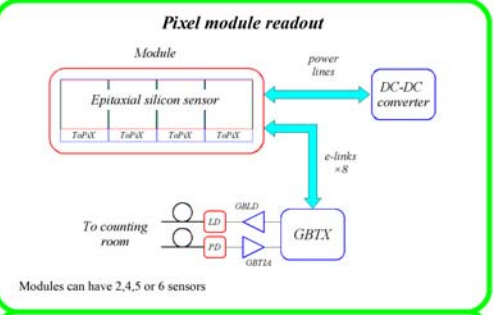 Pixel module readout
Module
power
lines
Epitaxial silicon sensor
DC-DC
converter
ToPiX ToPiX ToPiX ToPiX
e-links
×8
GBLD
To counting
room
LD
PD
GBTX
GBTIA
Modules can have 2,4,5 or 6 sensors